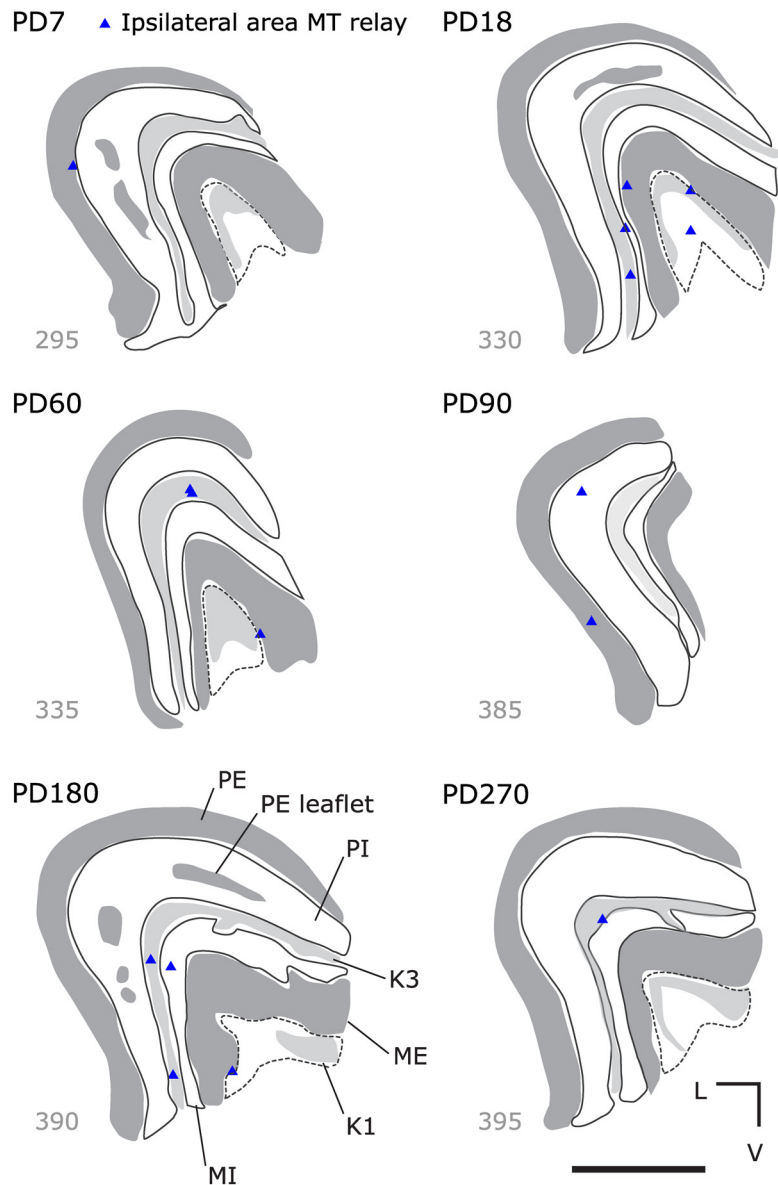 PD7 ▲ Ipsilateral area MT relay
PD18
295
330
PD60
PD90
335
385
PD180
PE
PE leaflet
PI
K3
ME
K1
MI
390
PD270
395
L
V